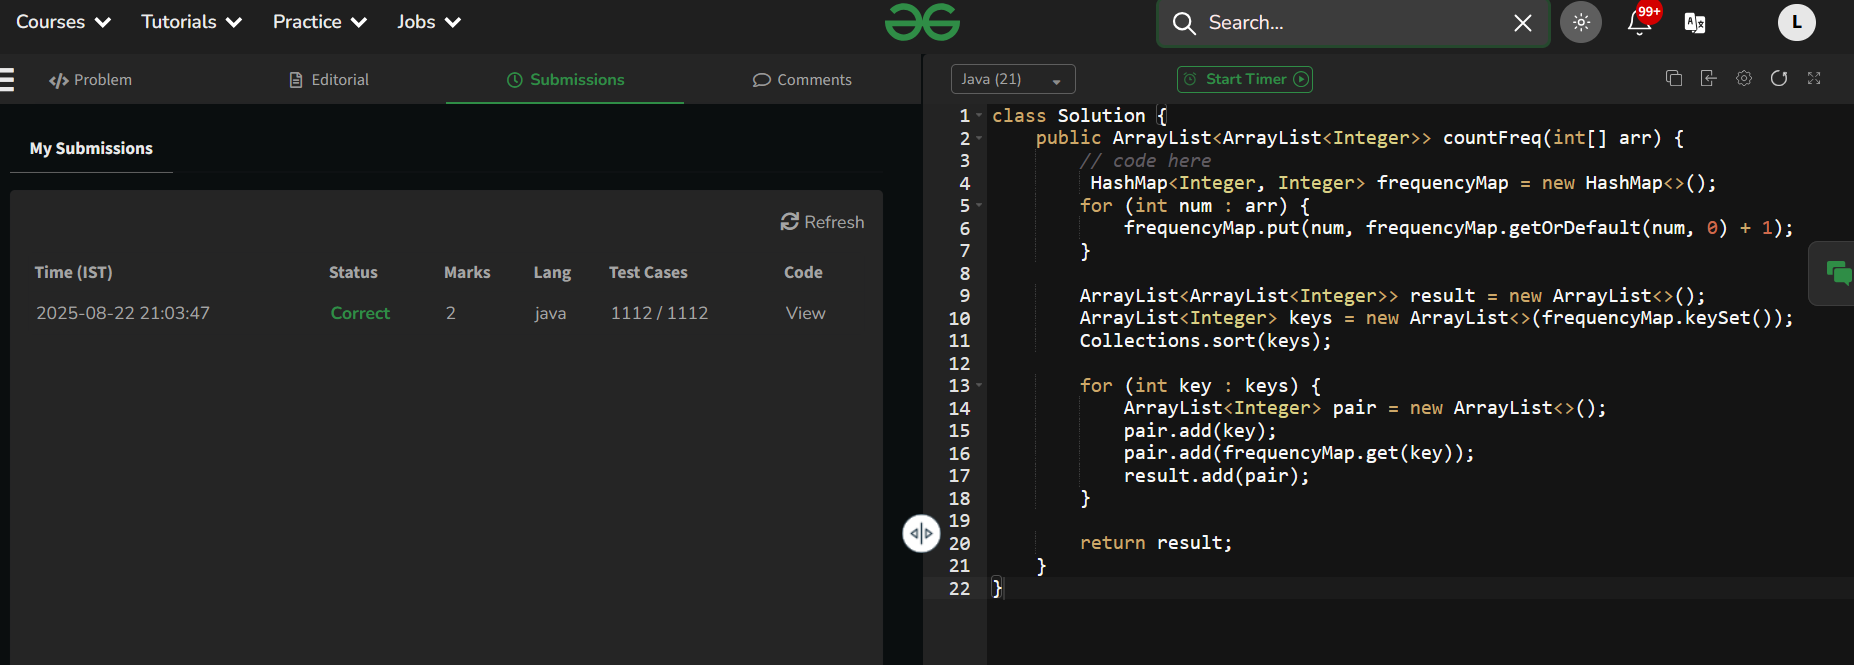 Courses Tutorials Practice Jobs Search... 99+ L
Problem Editorial Submissions Comments
My Submissions
Refresh
Time (IST) Status Marks Lang Test Cases Code
2025-08-22 21:03:47 Correct 2 java 1112 / 1112 View
Java (21) Start Timer
1 class Solution {
2     public ArrayList<ArrayList<Integer>> countFreq(int[] arr) {
3         // code here
4          HashMap<Integer, Integer> frequencyMap = new HashMap<>();
5         for (int num : arr) {
6             frequencyMap.put(num, frequencyMap.getOrDefault(num, 0) + 1);
7         }
8
9         ArrayList<ArrayList<Integer>> result = new ArrayList<>();
10         ArrayList<Integer> keys = new ArrayList<>(frequencyMap.keySet());
11         Collections.sort(keys);
12
13         for (int key : keys) {
14             ArrayList<Integer> pair = new ArrayList<>();
15             pair.add(key);
16             pair.add(frequencyMap.get(key));
17             result.add(pair);
18         }
19
20         return result;
21     }
22 }